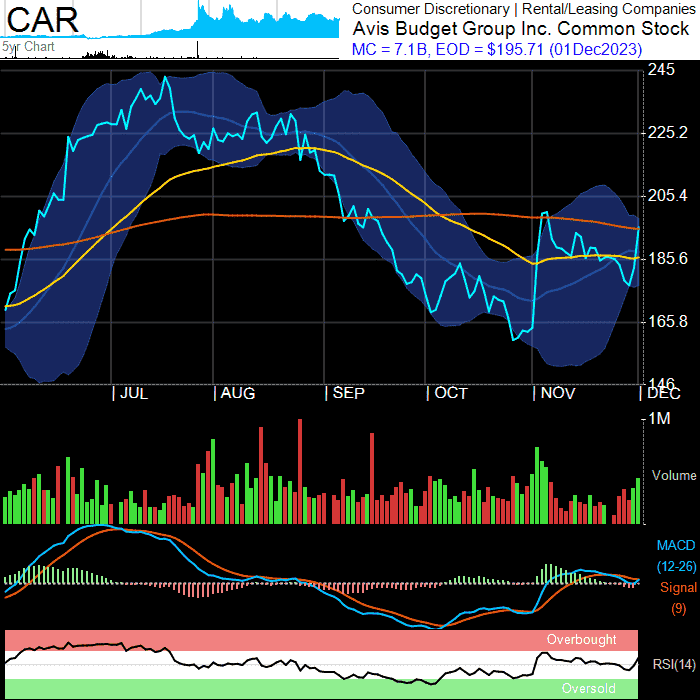 CAR
5yr Chart
Consumer Discretionary | Rental/Leasing Companies
Avis Budget Group Inc. Common Stock
MC = 7.1B, EOD = $195.71 (01Dec2023)
245
225.2
205.4
185.6
165.8
146
| JUL | AUG | SEP | OCT | NOV | DEC
1M
Volume
MACD
(12-26)
Signal
(9)
Overbought
RSI(14)
Oversold